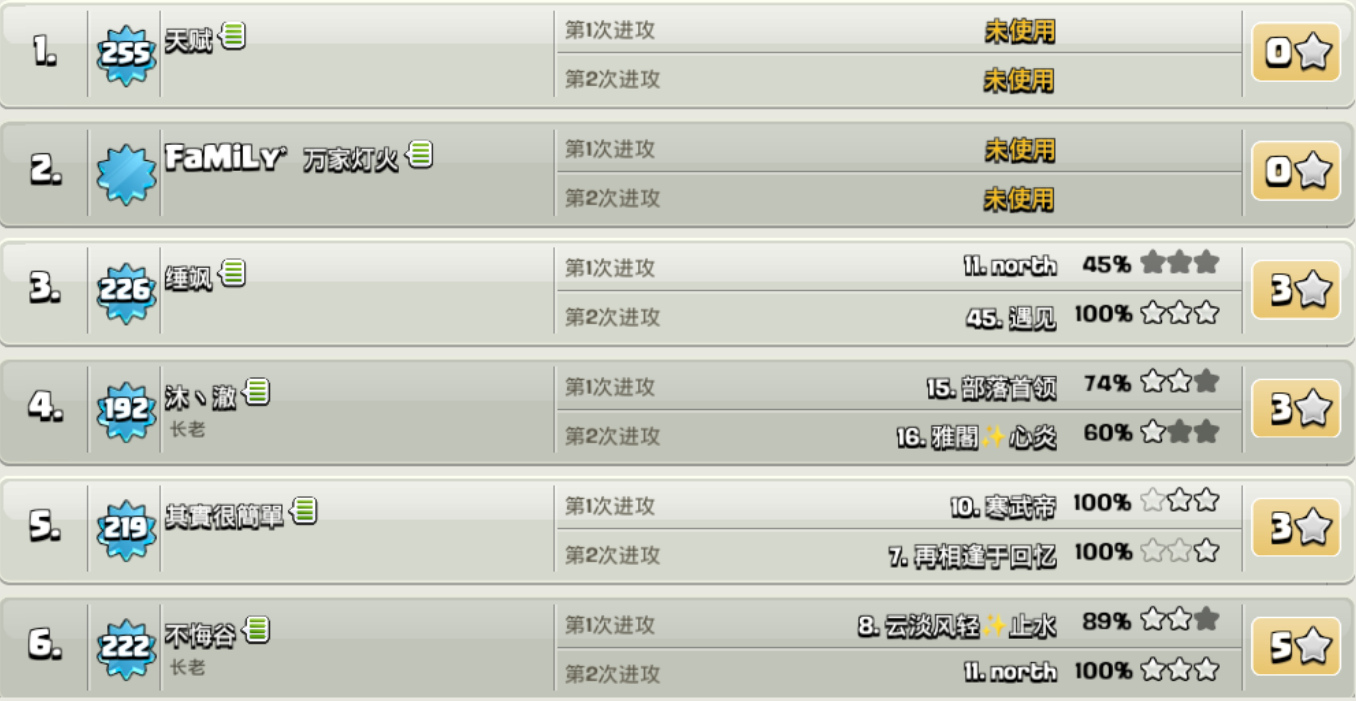 1.
255
天赋
第1次进攻
未使用
第2次进攻
未使用
0
2.
FaMiLy° 万家灯火
第1次进攻
未使用
第2次进攻
未使用
0
3.
226
缍飒
第1次进攻
11. north 45%
第2次进攻
45. 遇见 100%
3
4.
192
沐丶澈
长老
第1次进攻
15. 部落首领 74%
第2次进攻
16. 雅閣✨心炎 60%
3
5.
219
其實很簡單
第1次进攻
10. 寒武帝 100%
第2次进攻
7. 再相逢于回忆 100%
3
6.
222
不悔谷
长老
第1次进攻
8. 云淡风轻✨止水 89%
第2次进攻
11. north 100%
5